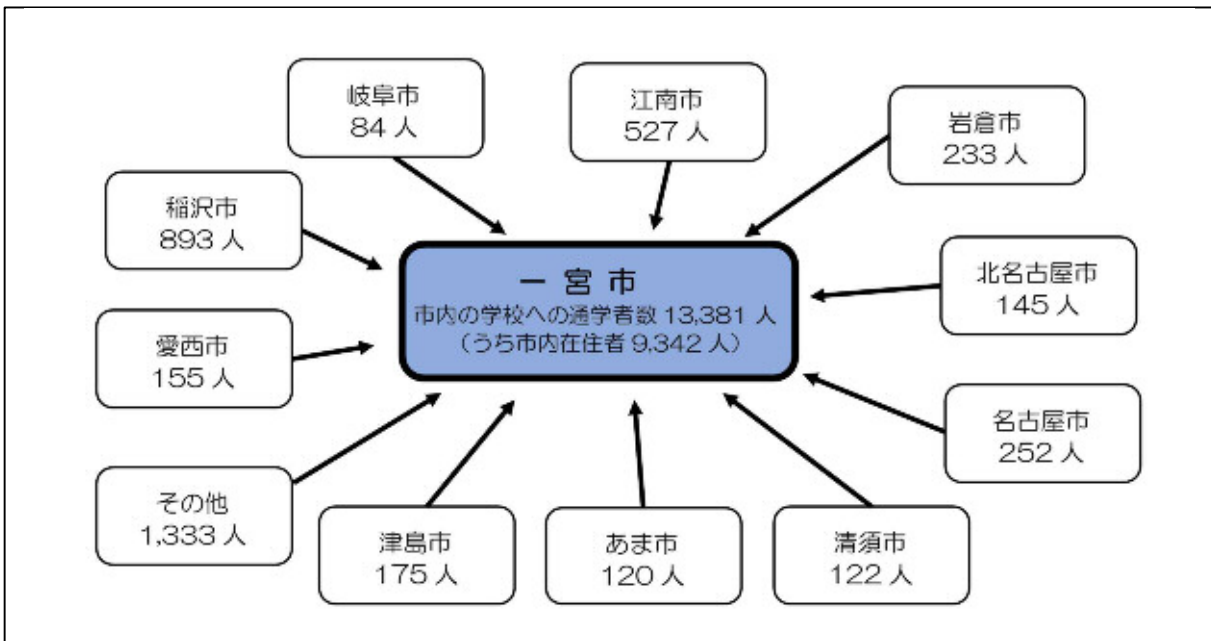 岐阜市
84 人
江南市
527 人
岩倉市
233 人
稲沢市
893 人
一 宮 市
市内の学校への通学者数 13,381 人
（うち市内在住者 9,342 人）
北名古屋市
145 人
愛西市
155 人
名古屋市
252 人
その他
1,333 人
津島市
175 人
あま市
120 人
清須市
122 人